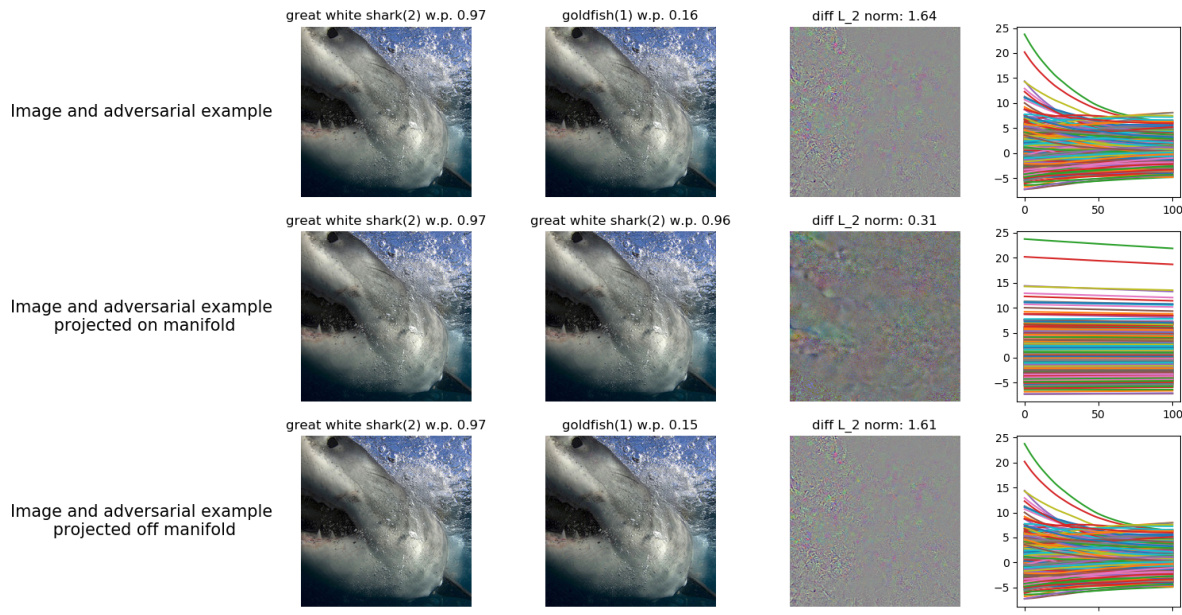 great white shark(2) w.p. 0.97
goldfish(1) w.p. 0.16
diff L_2 norm: 1.64
Image and adversarial example
25
20
15
10
5
0
−5
0
50
100
great white shark(2) w.p. 0.97
great white shark(2) w.p. 0.96
diff L_2 norm: 0.31
Image and adversarial example
projected on manifold
25
20
15
10
5
0
−5
0
50
100
great white shark(2) w.p. 0.97
goldfish(1) w.p. 0.15
diff L_2 norm: 1.61
Image and adversarial example
projected off manifold
25
20
15
10
5
0
−5
0
50
100